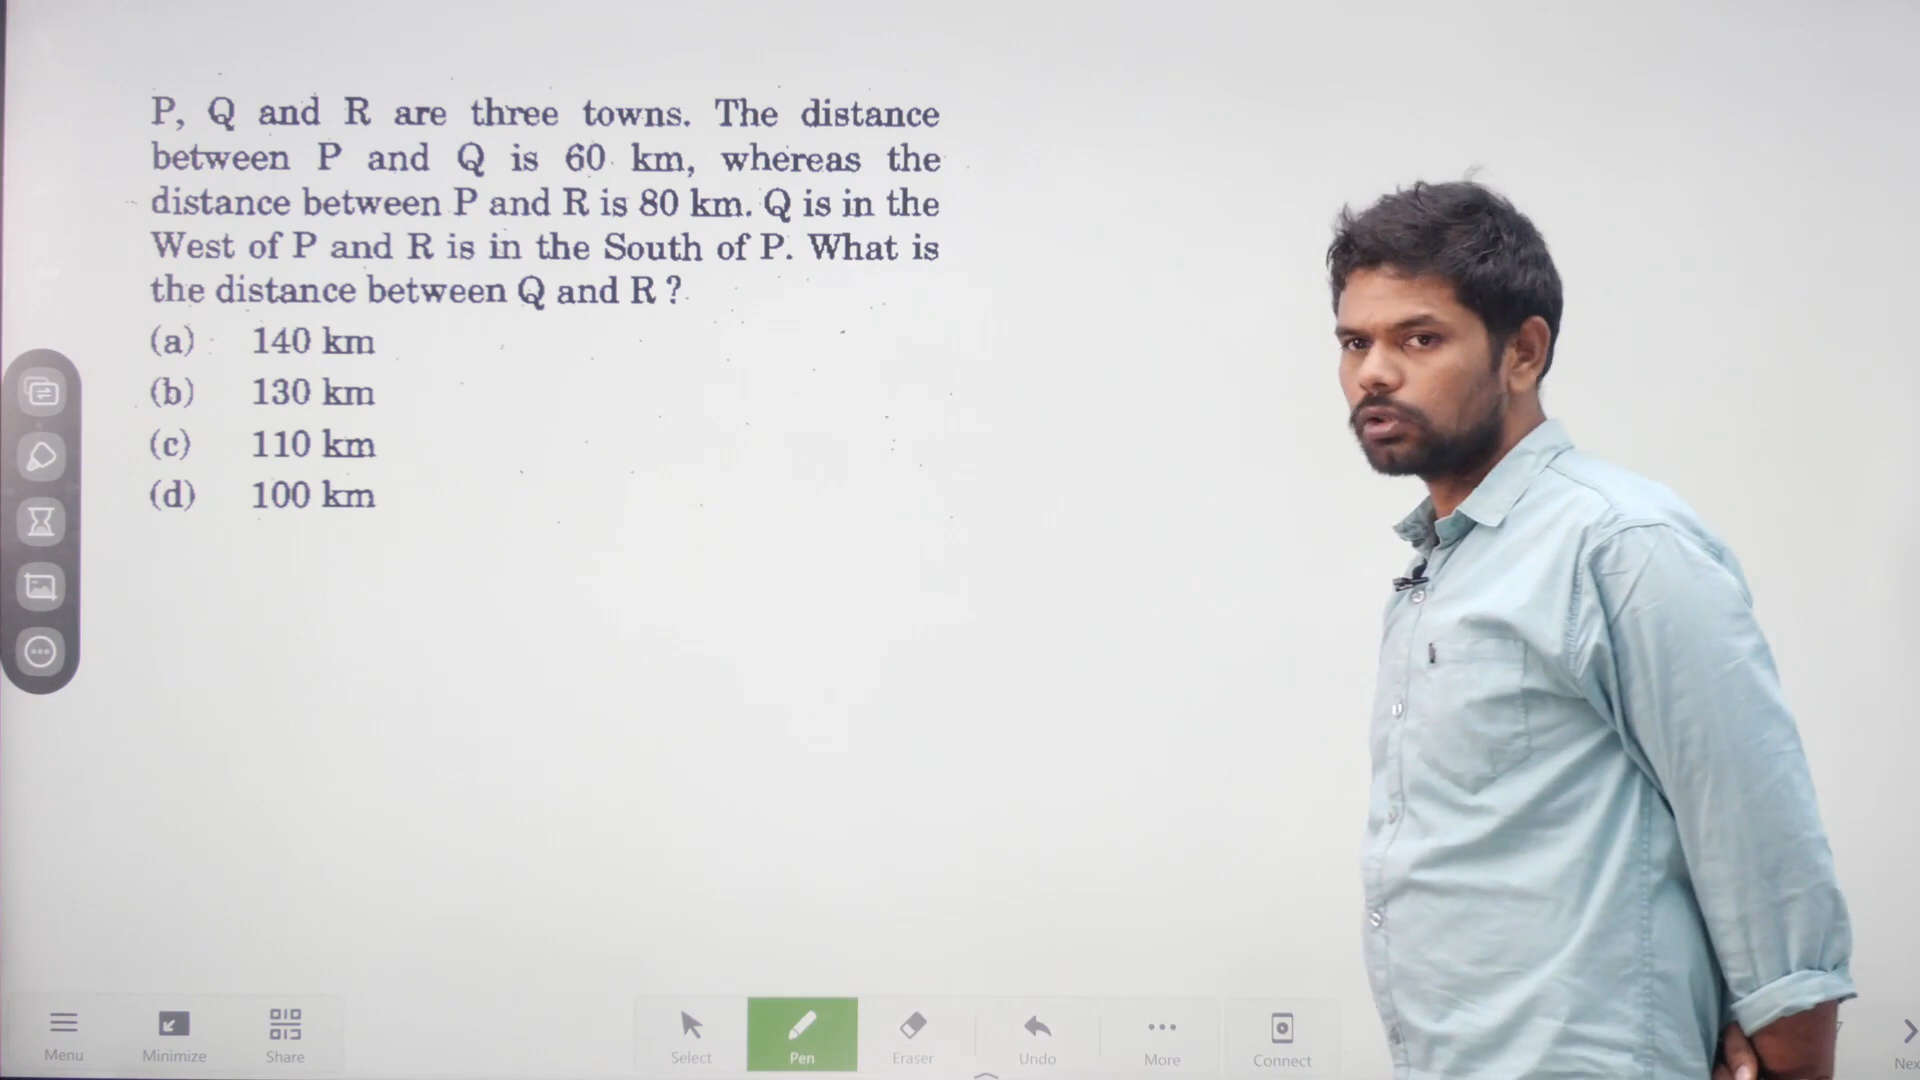 P, Q and R are three towns. The distance
between P and Q is 60 km, whereas the
distance between P and R is 80 km. Q is in the
West of P and R is in the South of P. What is
the distance between Q and R ?
(a) 140 km
(b) 130 km
(c) 110 km
(d) 100 km
Menu
Minimize
Share
Select
Pen
Eraser
Undo
More
Connect